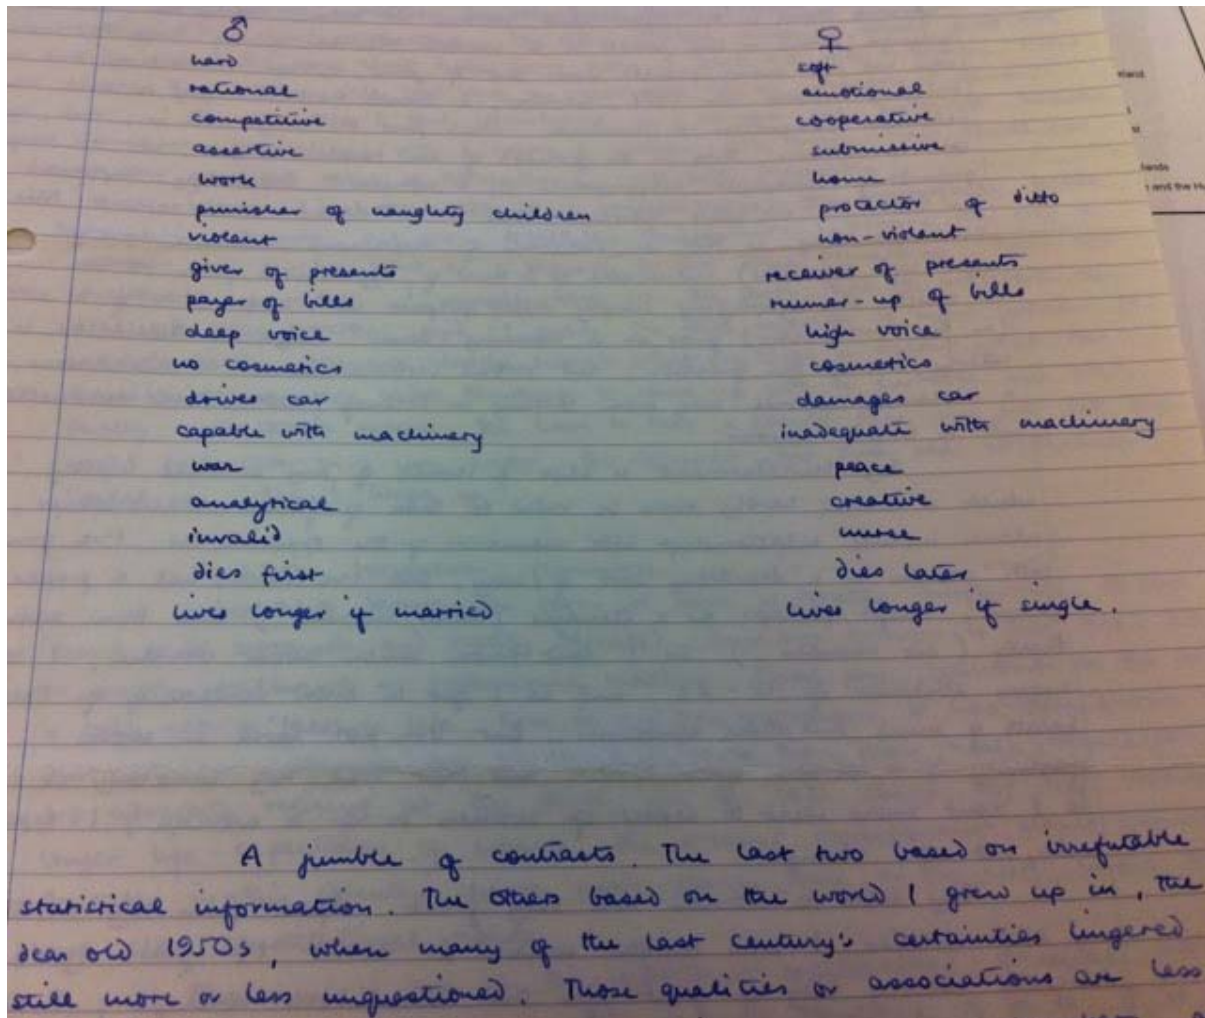 ♂ ♀
hard soft
rational emotional
competitive cooperative
assertive submissive
work home
punisher of naughty children protector of ditto
violent non-violent
giver of presents receiver of presents
payer of bills runner-up of bills
deep voice high voice
no cosmetics cosmetics
drives car damages car
capable with machinery inadequate with machinery
war peace
analytical creative
invalid nurse
dies first dies later
lives longer if married lives longer if single.
A jumble of contrasts. The last two based on irrefutable
statistical information. The others based on the world I grew up in, the
dear old 1950s, when many of the last century's certainties lingered
still more or less unquestioned. Those qualities or associations are less
eland
lands
and the Hu